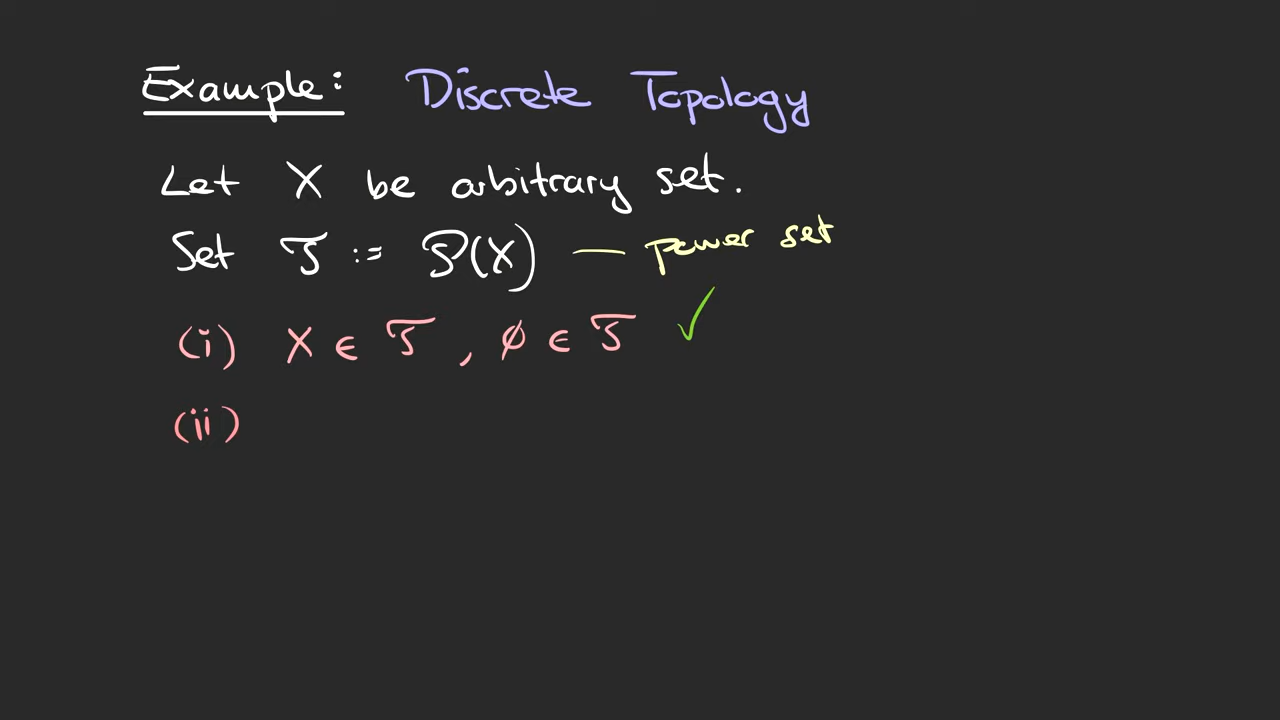 Example: Discrete Topology
Let X be arbitrary set.
Set 𝒯 := 𝒫(X) — power set
(i) X ∈ 𝒯, ∅ ∈ 𝒯 ✓
(ii)